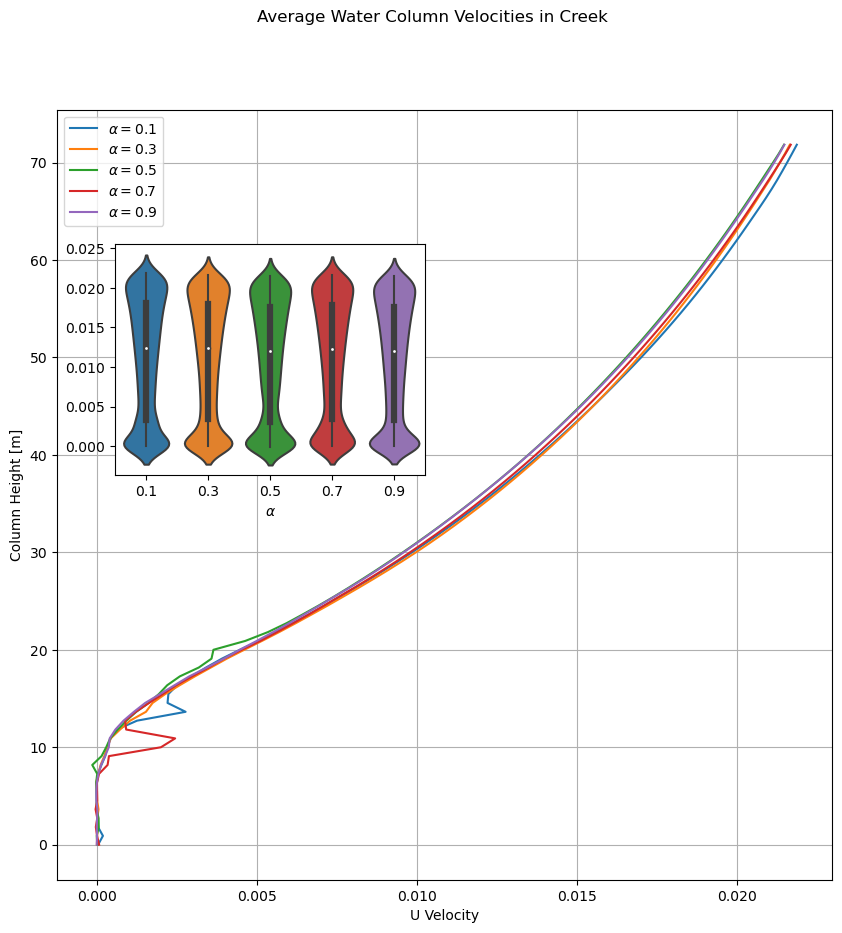 Average Water Column Velocities in Creek
α = 0.1
α = 0.3
α = 0.5
α = 0.7
α = 0.9
70
60
50
40
30
20
10
0
Column Height [m]
0.025
0.020
0.015
0.010
0.005
0.000
0.1 0.3 0.5 0.7 0.9
α
0.000 0.005 0.010 0.015 0.020
U Velocity